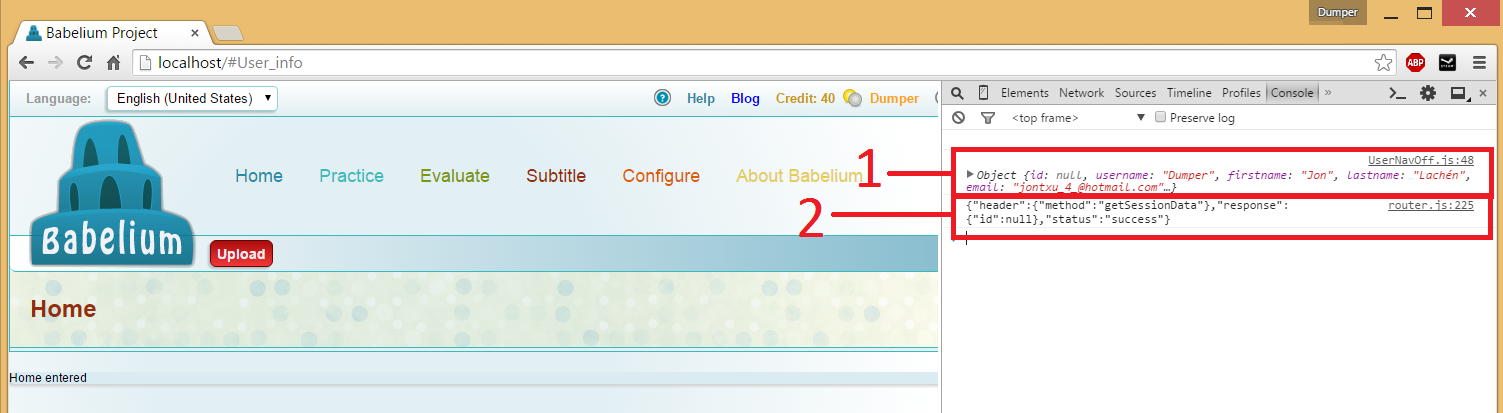 Dumper
Babelium Project
localhost/#User_info
ABP
Language: English (United States) Help Blog Credit: 40 Dumper
Elements Network Sources Timeline Profiles Console »
<top frame> Preserve log
Babelium
Home Practice Evaluate Subtitle Configure About Babelium
Upload
Home
Home entered
1
UserNavOff.js:48
Object {id: null, username: "Dumper", firstname: "Jon", lastname: "Lachén",
email: "jontxu_4_@hotmail.com"…}
2
{"header":{"method":"getSessionData"},"response": router.js:225
{"id":null},"status":"success"}